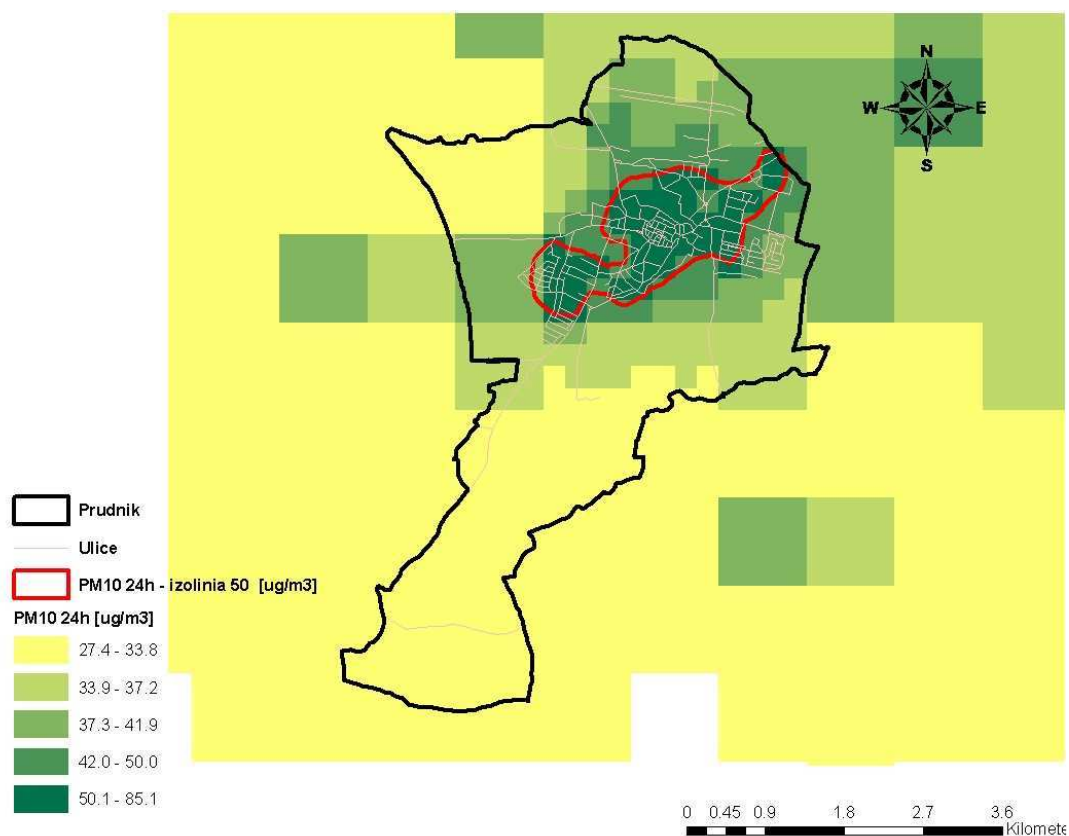 N
W E
S
Prudnik
Ulice
PM10 24h - izolinia 50 [ug/m3]
PM10 24h [ug/m3]
27.4 - 33.8
33.9 - 37.2
37.3 - 41.9
42.0 - 50.0
50.1 - 85.1
0 0.45 0.9 1.8 2.7 3.6
Kilomete